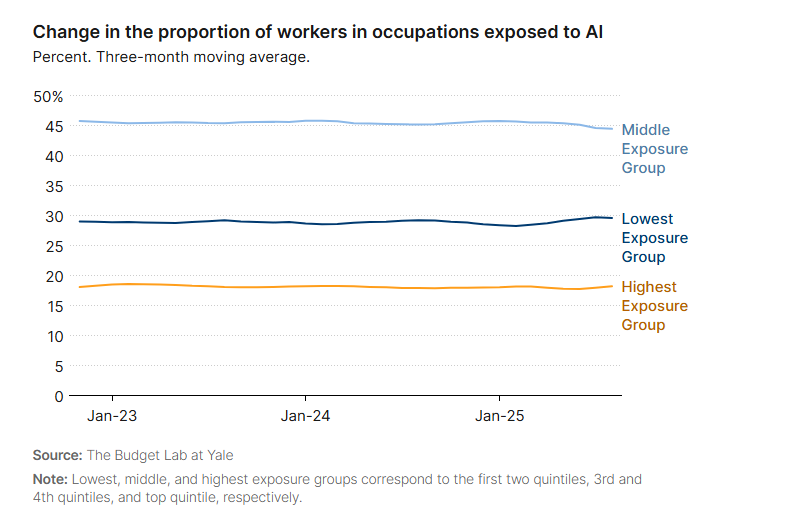 Change in the proportion of workers in occupations exposed to AI
Percent. Three-month moving average.
50%
45
40
35
30
25
20
15
10
5
0
Middle
Exposure
Group
Lowest
Exposure
Group
Highest
Exposure
Group
Jan-23
Jan-24
Jan-25
Source: The Budget Lab at Yale
Note: Lowest, middle, and highest exposure groups correspond to the first two quintiles, 3rd and
4th quintiles, and top quintile, respectively.